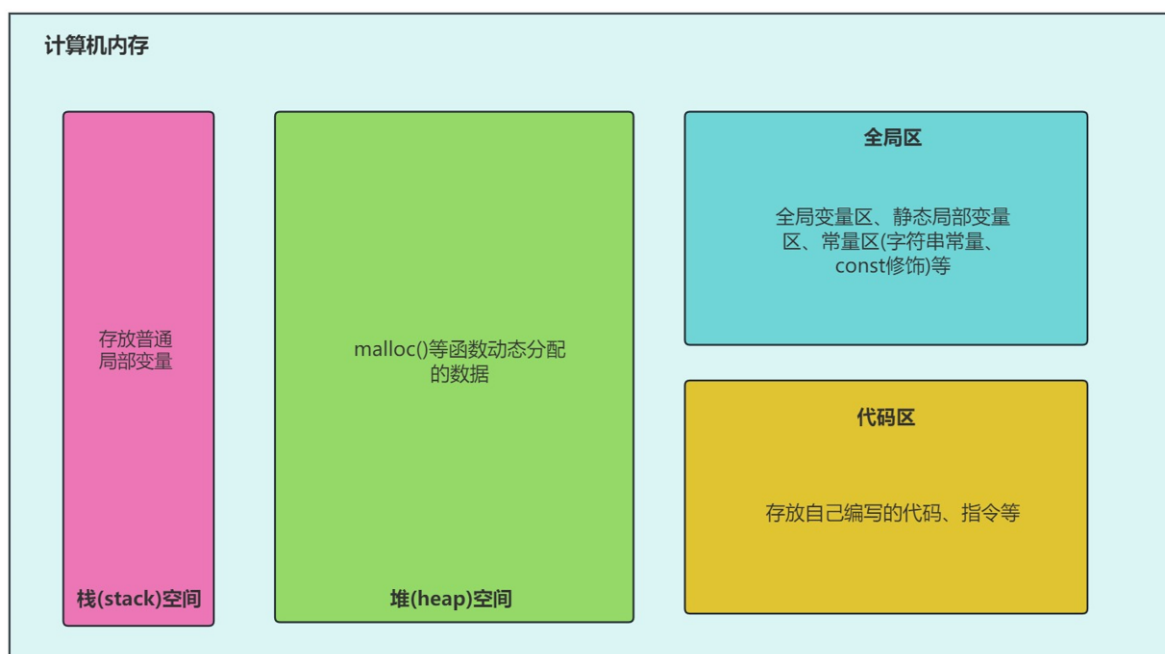 计算机内存
存放普通
局部变量
栈(stack)空间
malloc()等函数动态分配
的数据
堆(heap)空间
全局区
全局变量区、静态局部变量
区、常量区(字符串常量、
const修饰)等
代码区
存放自己编写的代码、指令等